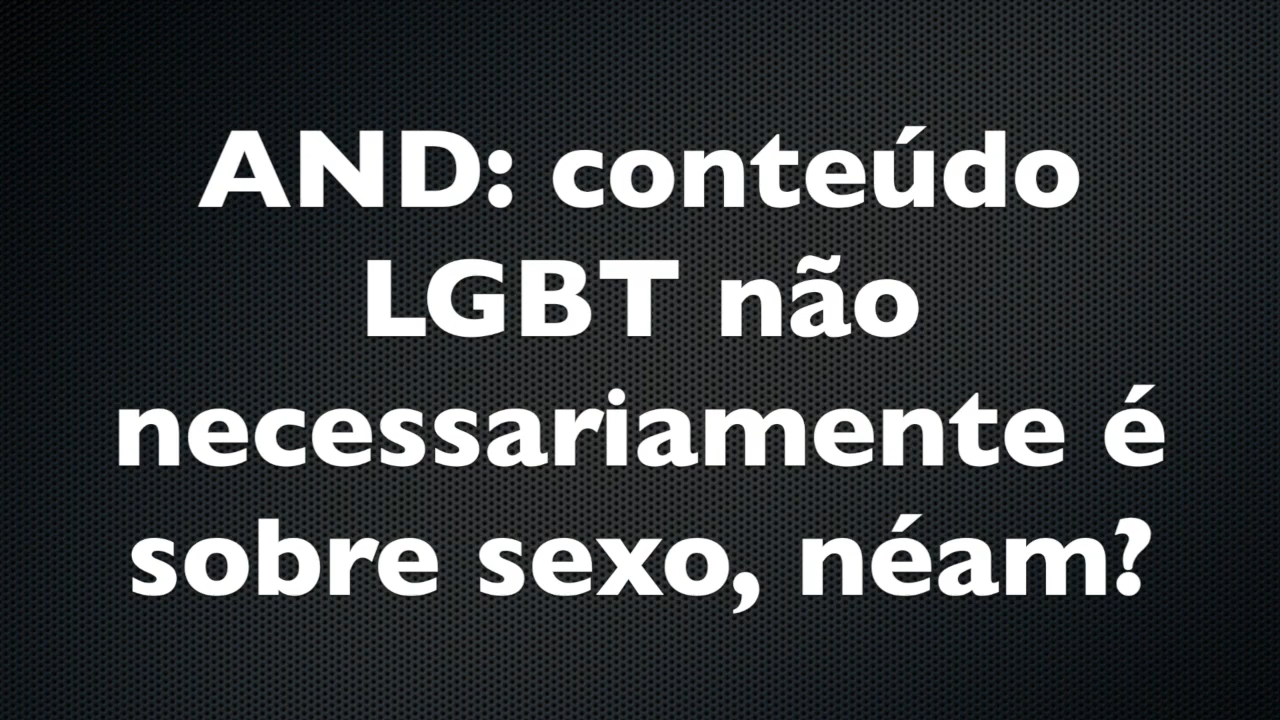 AND: conteúdo
LGBT não
necessariamente é
sobre sexo, néam?